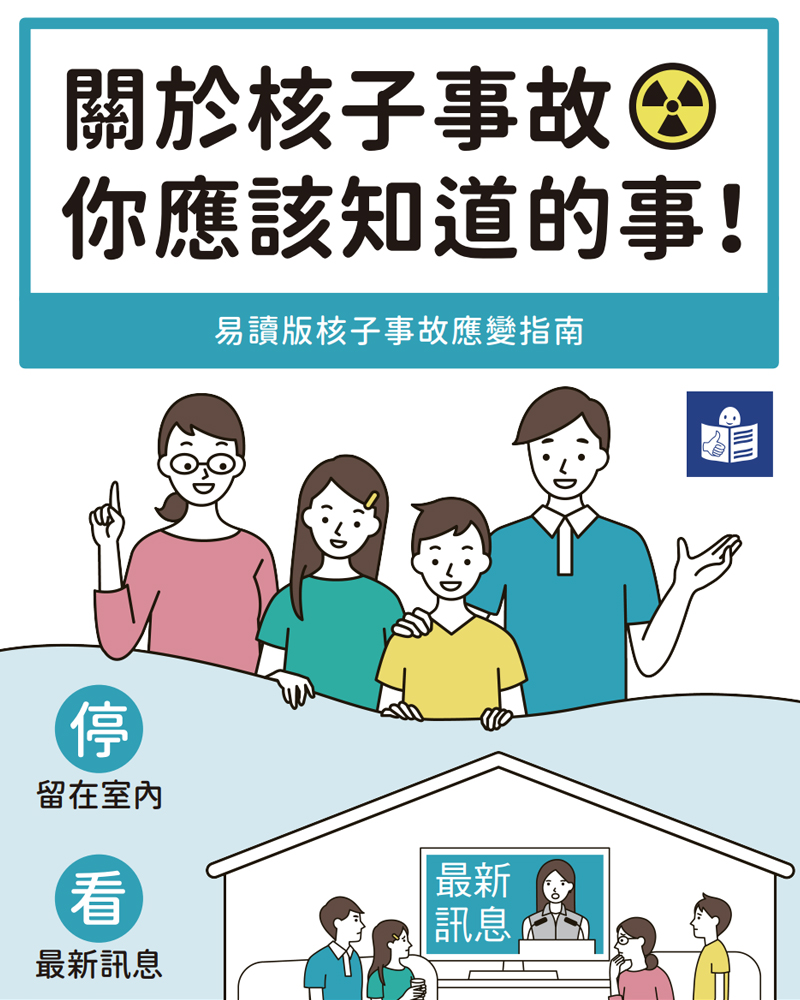 關於核子事故
你應該知道的事！
易讀版核子事故應變指南
停
留在室內
看
最新訊息
最新
訊息